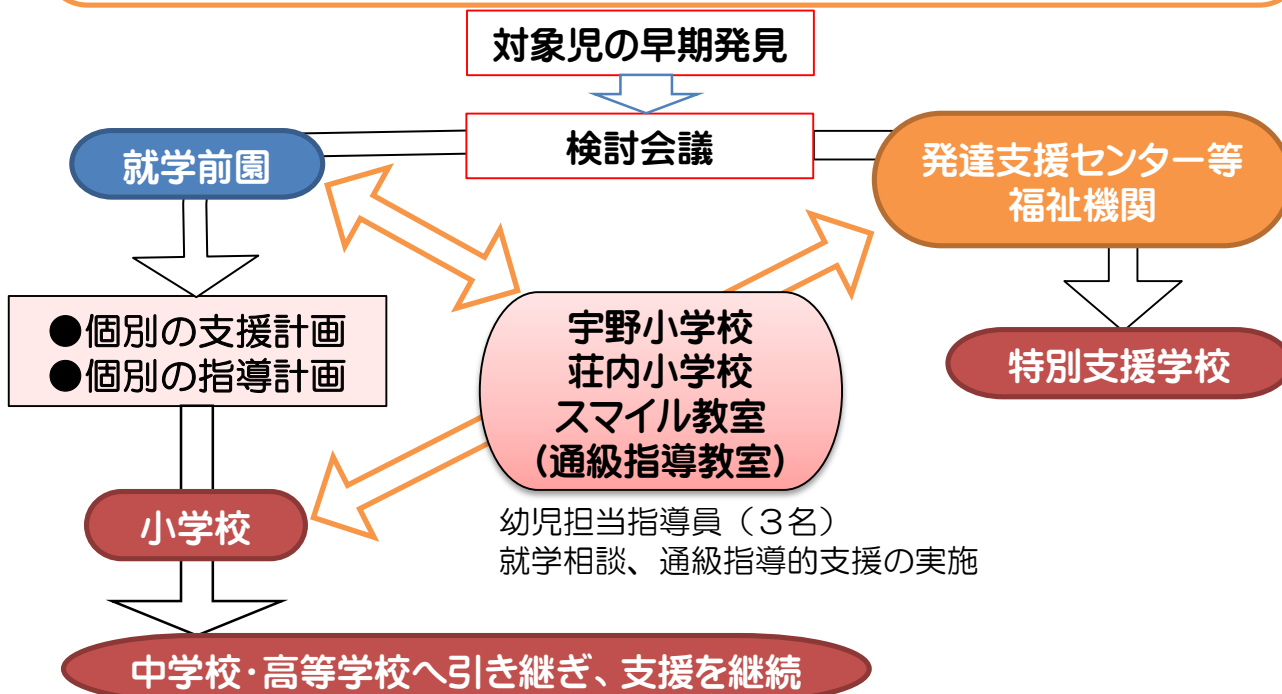 対象児の早期発見
検討会議
就学前園
発達支援センター等
福祉機関
●個別の支援計画
●個別の指導計画
宇野小学校
荘内小学校
スマイル教室
(通級指導教室)
特別支援学校
小学校
幼児担当指導員（３名）
就学相談、通級指導的支援の実施
中学校・高等学校へ引き継ぎ、支援を継続